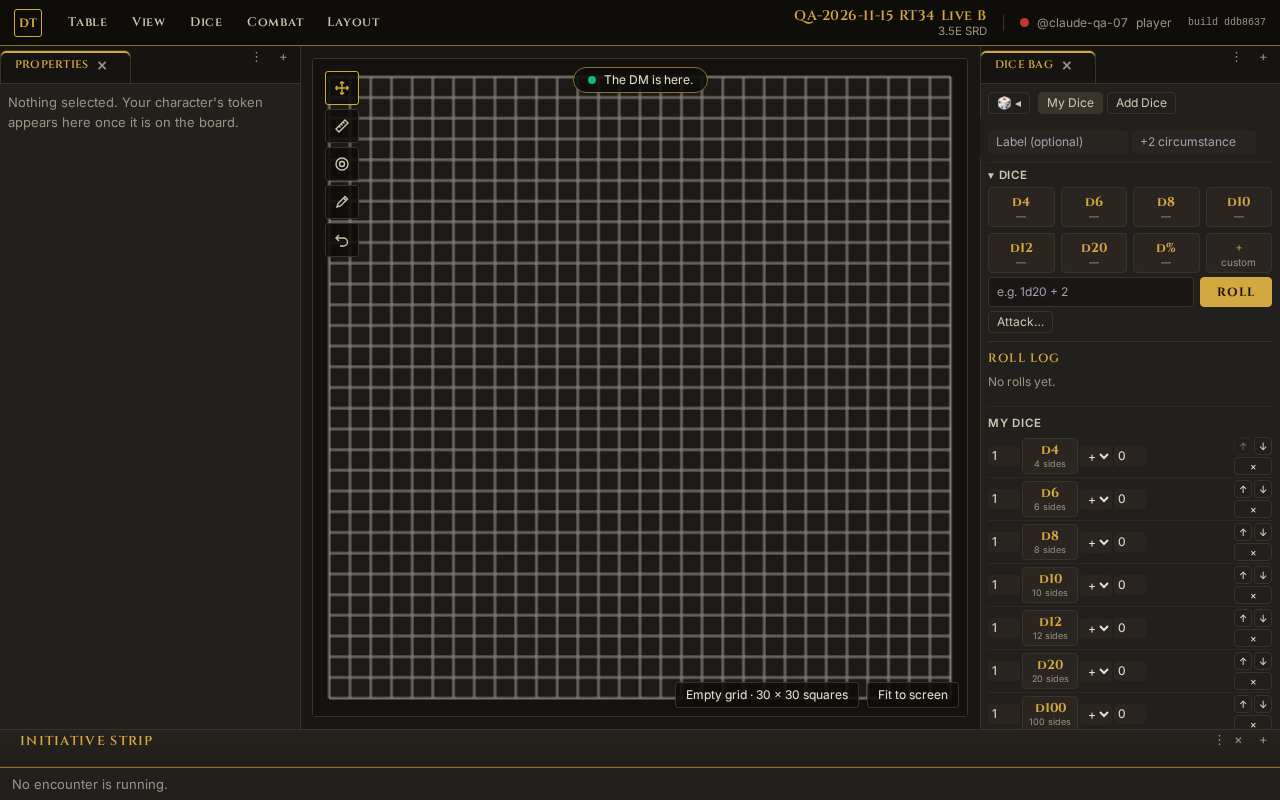 DT TABLE VIEW DICE COMBAT LAYOUT
QA-2026-11-15 RT34 LIVE B
3.5E SRD
@claude-qa-07 player build ddb8637
PROPERTIES ×
Nothing selected. Your character's token
appears here once it is on the board.
The DM is here.
Empty grid · 30 × 30 squares
Fit to screen
DICE BAG ×
My Dice Add Dice
Label (optional) +2 circumstance
▾ DICE
D4 D6 D8 D10
— — — —
D12 D20 D% +
— — — custom
e.g. 1d20 + 2 ROLL
Attack...
ROLL LOG
No rolls yet.
MY DICE
1 D4 + 0
4 sides
1 D6 + 0
6 sides
1 D8 + 0
8 sides
1 D10 + 0
10 sides
1 D12 + 0
12 sides
1 D20 + 0
20 sides
1 D100 + 0
100 sides
INITIATIVE STRIP
No encounter is running.